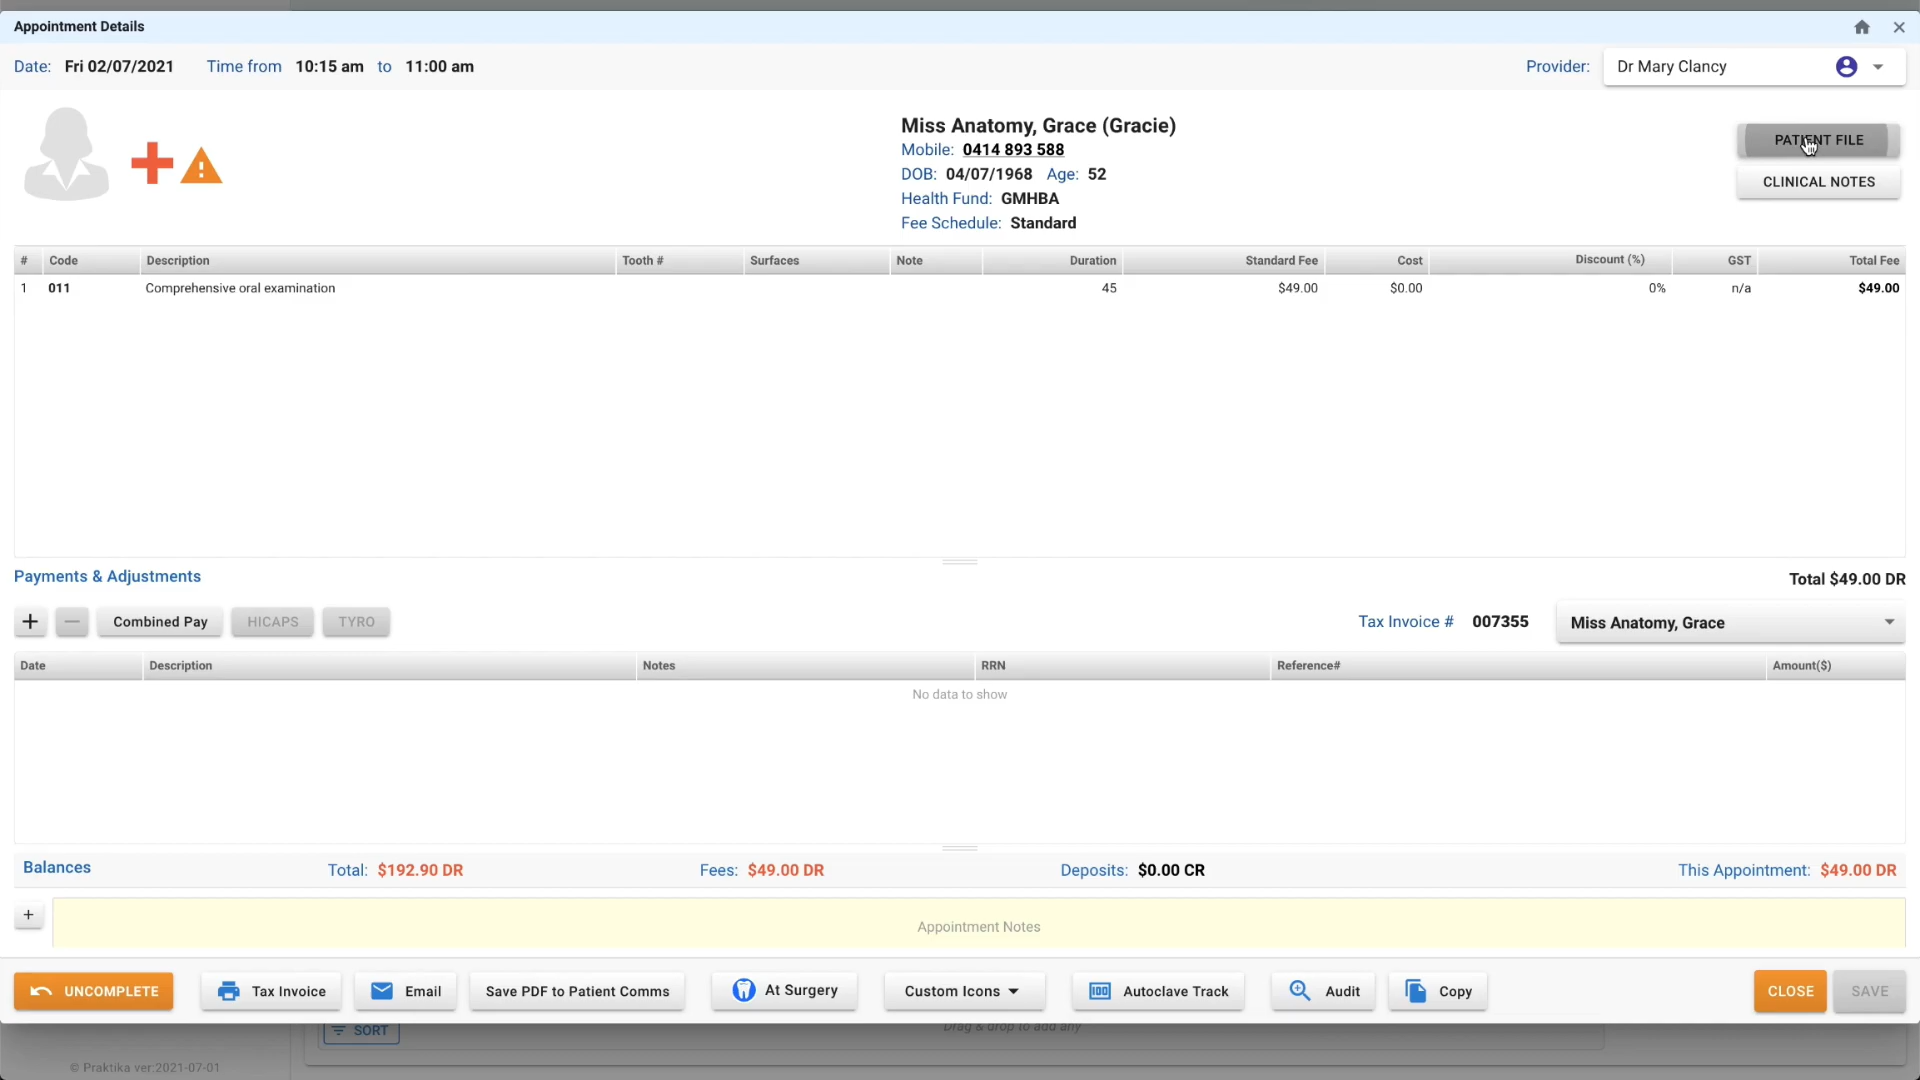 Appointment Details
Date: Fri 02/07/2021 Time from 10:15 am to 11:00 am Provider: Dr Mary Clancy
Miss Anatomy, Grace (Gracie)
Mobile: 0414 893 588
DOB: 04/07/1968 Age: 52
Health Fund: GMHBA
Fee Schedule: Standard
PATIENT FILE
CLINICAL NOTES
# Code Description Tooth # Surfaces Note Duration Standard Fee Cost Discount (%) GST Total Fee
1 011 Comprehensive oral examination 45 $49.00 $0.00 0% n/a $49.00
Payments & Adjustments Total $49.00 DR
+ − Combined Pay HICAPS TYRO Tax Invoice # 007355 Miss Anatomy, Grace
Date Description Notes RRN Reference# Amount($)
No data to show
Balances Total: $192.90 DR Fees: $49.00 DR Deposits: $0.00 CR This Appointment: $49.00 DR
+ Appointment Notes
UNCOMPLETE Tax Invoice Email Save PDF to Patient Comms At Surgery Custom Icons Autoclave Track Audit Copy CLOSE SAVE
SORT Drag & drop to add any
© Praktika ver:2021-07-01